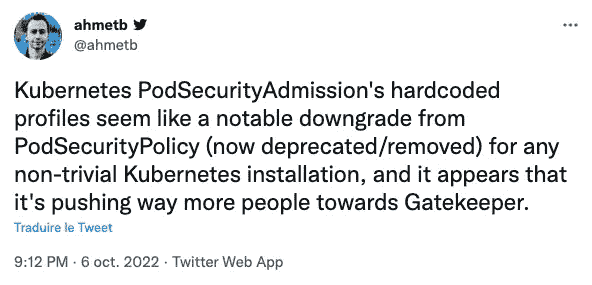 ahmetb
@ahmetb
Kubernetes PodSecurityAdmission's hardcoded
profiles seem like a notable downgrade from
PodSecurityPolicy (now deprecated/removed) for any
non-trivial Kubernetes installation, and it appears that
it's pushing way more people towards Gatekeeper.
Traduire le Tweet
9:12 PM · 6 oct. 2022 · Twitter Web App